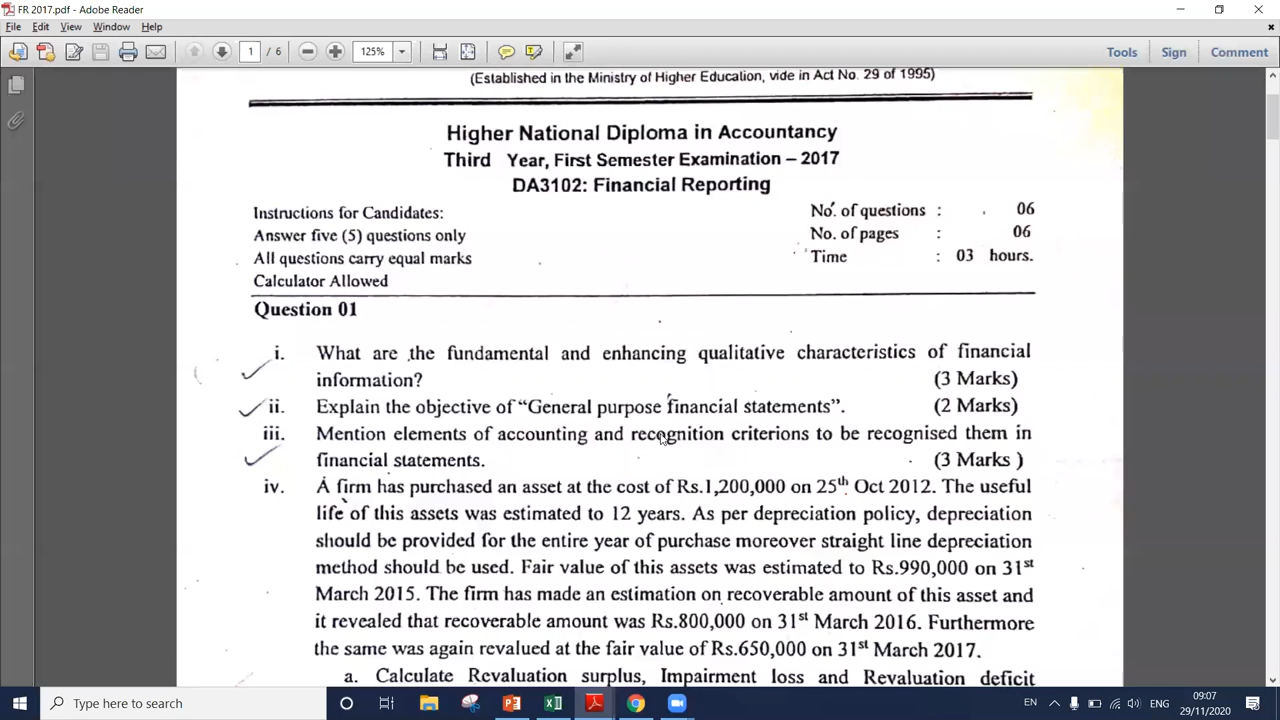 FR 2017.pdf - Adobe Reader
File Edit View Window Help
1 / 6 125% Tools Sign Comment
(Established in the Ministry of Higher Education, vide in Act No. 29 of 1995)
Higher National Diploma in Accountancy
Third Year, First Semester Examination – 2017
DA3102: Financial Reporting
Instructions for Candidates: No. of questions : 06
Answer five (5) questions only No. of pages : 06
All questions carry equal marks Time : 03 hours.
Calculator Allowed
Question 01
i. What are the fundamental and enhancing qualitative characteristics of financial
information? (3 Marks)
ii. Explain the objective of “General purpose financial statements”. (2 Marks)
iii. Mention elements of accounting and recognition criterions to be recognised them in
financial statements. (3 Marks )
iv. A firm has purchased an asset at the cost of Rs.1,200,000 on 25th Oct 2012. The useful
life of this assets was estimated to 12 years. As per depreciation policy, depreciation
should be provided for the entire year of purchase moreover straight line depreciation
method should be used. Fair value of this assets was estimated to Rs.990,000 on 31st
March 2015. The firm has made an estimation on recoverable amount of this asset and
it revealed that recoverable amount was Rs.800,000 on 31st March 2016. Furthermore
the same was again revalued at the fair value of Rs.650,000 on 31st March 2017.
a. Calculate Revaluation surplus, Impairment loss and Revaluation deficit
Type here to search
EN ENG 09:07
29/11/2020